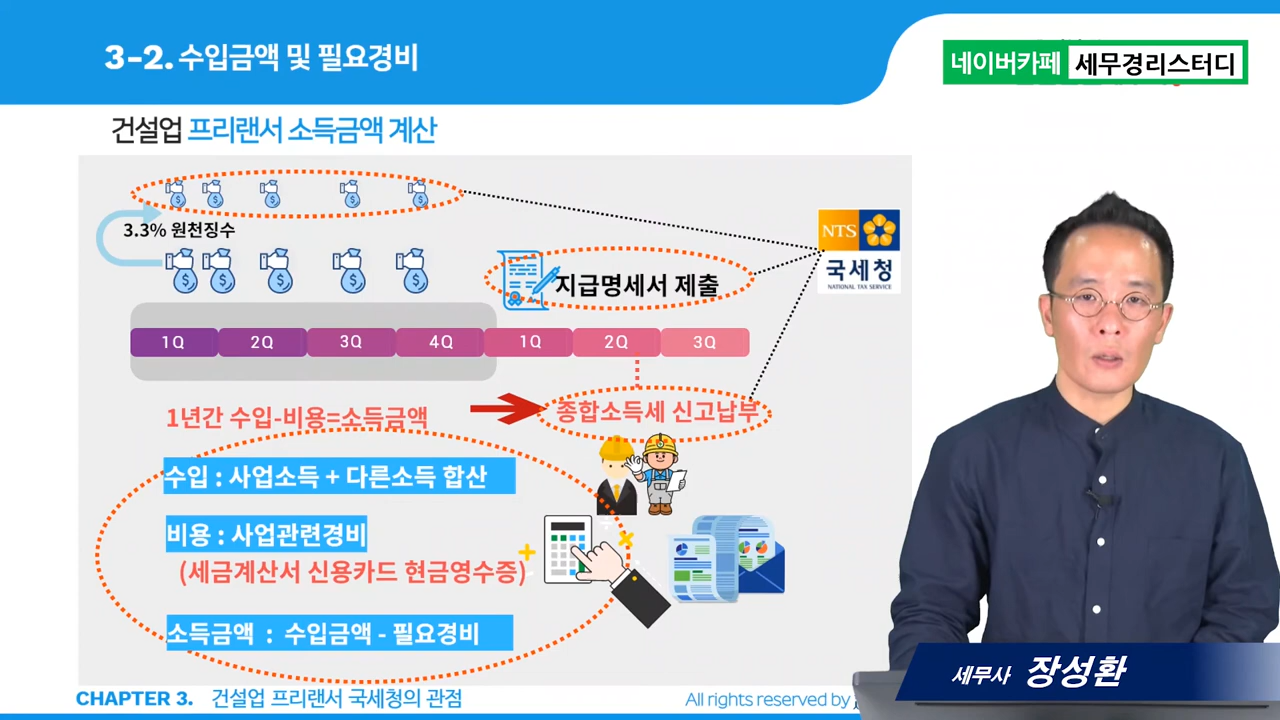 3-2. 수입금액 및 필요경비
네이버카페 세무경리스터디
건설업 프리랜서 소득금액 계산
3.3% 원천징수
NTS
국세청
NATIONAL TAX SERVICE
지급명세서 제출
1Q 2Q 3Q 4Q 1Q 2Q 3Q
1년간 수입-비용=소득금액
종합소득세 신고납부
수입 : 사업소득 + 다른소득 합산
비용 : 사업관련경비
(세금계산서 신용카드 현금영수증)
소득금액 : 수입금액 - 필요경비
세무사 장성환
CHAPTER 3. 건설업 프리랜서 국세청의 관점
All rights reserved by